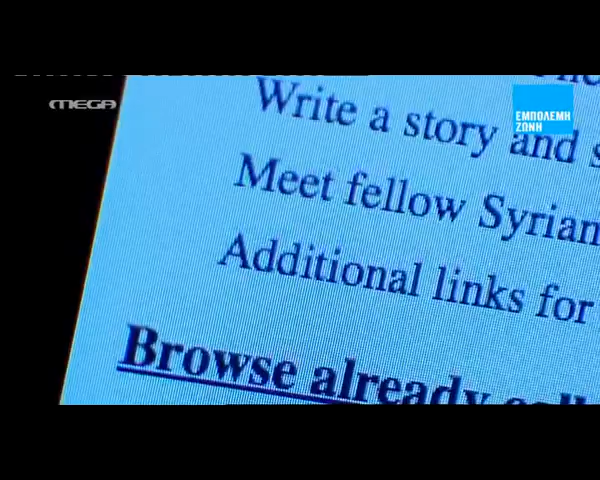 MEGA
ΕΜΠΟΛΕΜΗ
ΖΩΝΗ
Write a story and
Meet fellow Syrian
Additional links for
Browse already